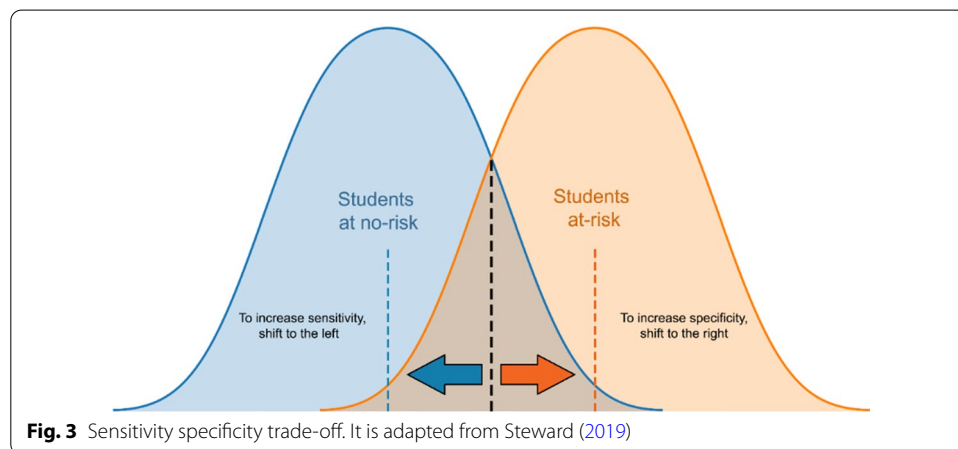 Students
at no-risk
Students
at-risk
To increase sensitivity,
shift to the left
To increase specificity,
shift to the right
Fig. 3 Sensitivity specificity trade-off. It is adapted from Steward (2019)